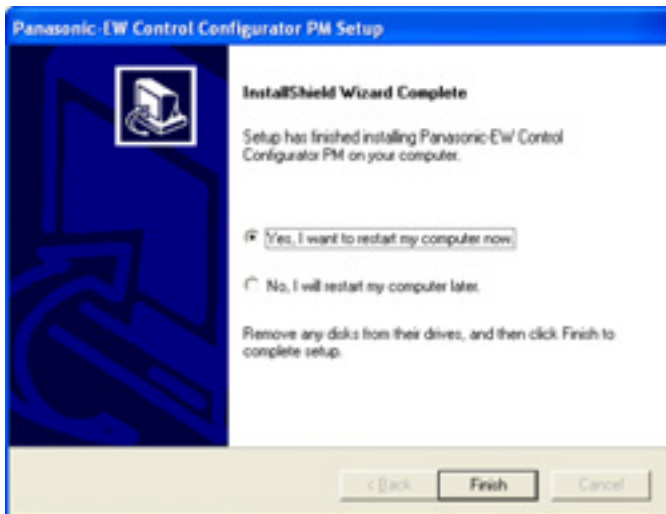 Panasonic-EW Control Configurator PM Setup
InstallShield Wizard Complete
Setup has finished installing Panasonic-EW Control
Configurator PM on your computer.
Yes, I want to restart my computer now.
No, I will restart my computer later.
Remove any disks from their drives, and then click Finish to
complete setup.
< Back
Finish
Cancel